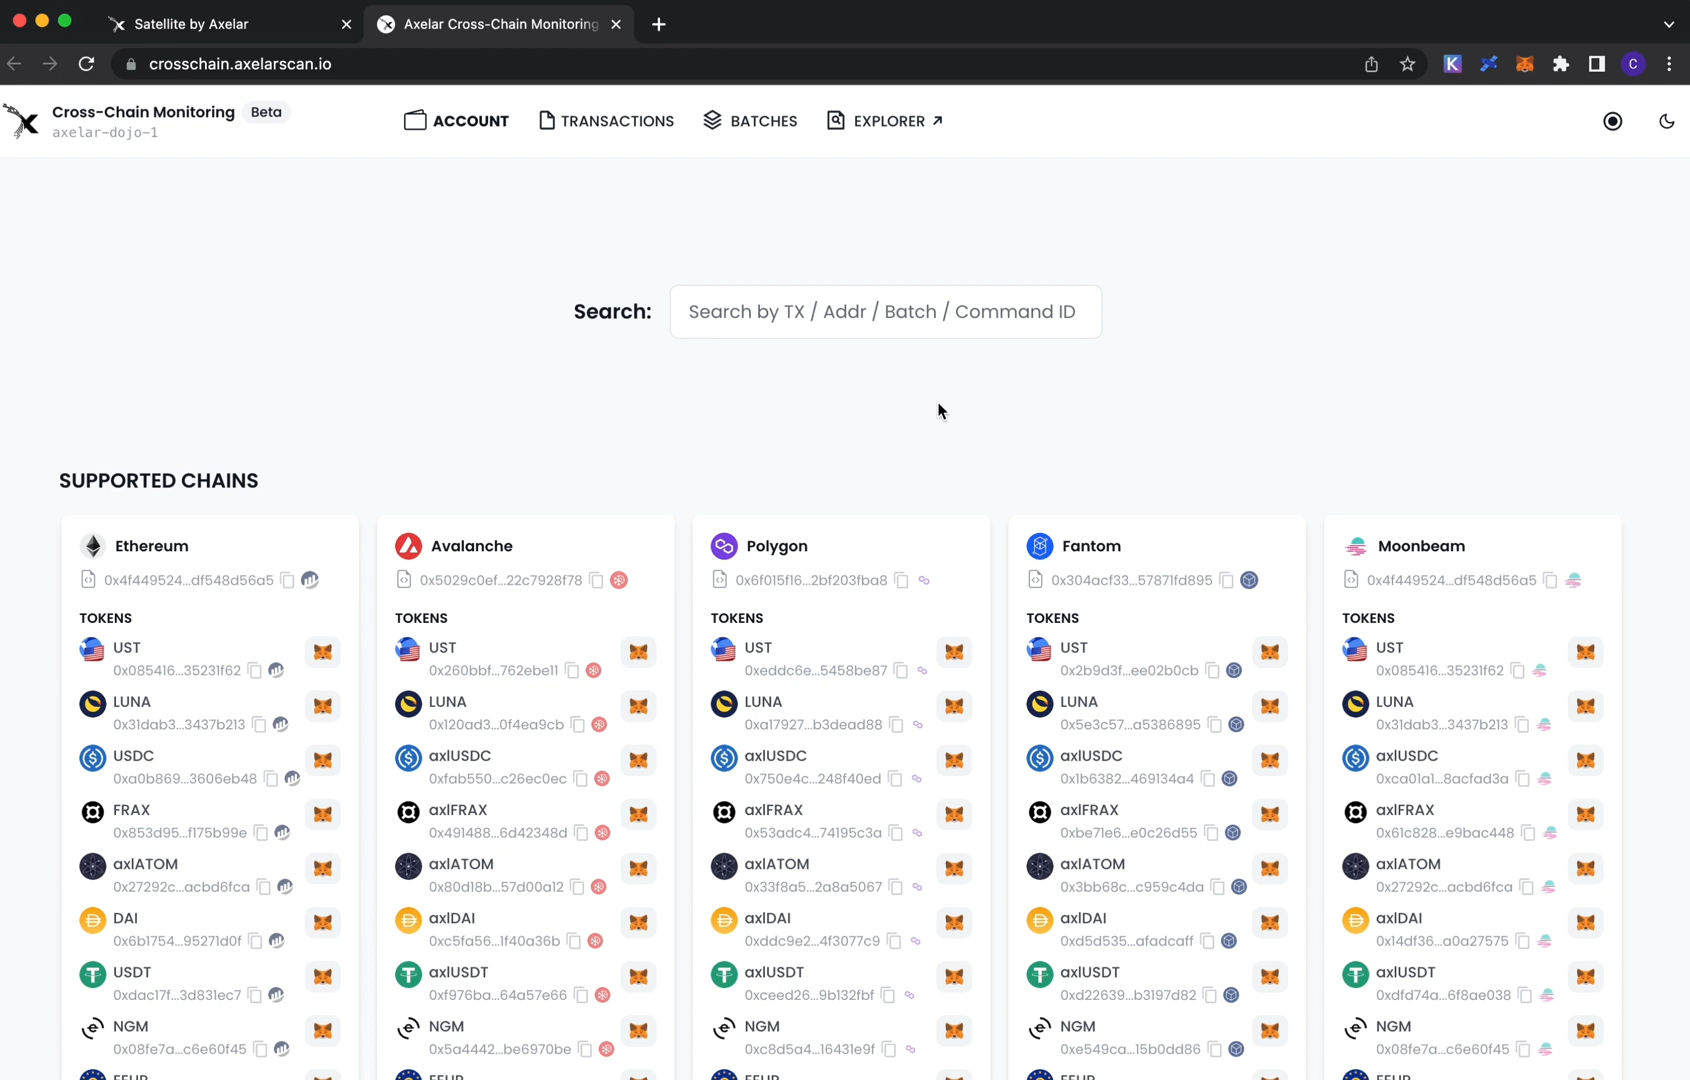 Satellite by Axelar
Axelar Cross-Chain Monitoring
crosschain.axelarscan.io
K
C
Cross-Chain Monitoring Beta
axelar-dojo-1
ACCOUNT
TRANSACTIONS
BATCHES
EXPLORER
Search:
Search by TX / Addr / Batch / Command ID
SUPPORTED CHAINS
Ethereum
0x4f449524...df548d56a5
TOKENS
UST
0x085416...35231f62
LUNA
0x31dab3...3437b213
USDC
0xa0b869...3606eb48
FRAX
0x853d95...f175b99e
axlATOM
0x27292c...acbd6fca
DAI
0x6b1754...95271d0f
USDT
0xdac17f...3d831ec7
NGM
0x08fe7a...c6e60f45
Avalanche
0x5029c0ef...22c7928f78
TOKENS
UST
0x260bbf...762ebe11
LUNA
0x120ad3...0f4ea9cb
axlUSDC
0xfab550...c26ec0ec
axlFRAX
0x491488...6d42348d
axlATOM
0x80d18b...57d00a12
axlDAI
0xc5fa56...1f40a36b
axlUSDT
0xf976ba...64a57e66
NGM
0x5a4442...be6970be
Polygon
0x6f015f16...2bf203fba8
TOKENS
UST
0xeddc6e...5458be87
LUNA
0xa17927...b3dead88
axlUSDC
0x750e4c...248f40ed
axlFRAX
0x53adc4...74195c3a
axlATOM
0x33f8a5...2a8a5067
axlDAI
0xddc9e2...4f3077c9
axlUSDT
0xceed26...9b132fbf
NGM
0xc8d5a4...16431e9f
Fantom
0x304acf33...57871fd895
TOKENS
UST
0x2b9d3f...ee02b0cb
LUNA
0x5e3c57...a5386895
axlUSDC
0x1b6382...469134a4
axlFRAX
0xbe71e6...e0c26d55
axlATOM
0x3bb68c...c959c4da
axlDAI
0xd5d535...afadcaff
axlUSDT
0xd22639...b3197d82
NGM
0xe549ca...15b0dd86
Moonbeam
0x4f449524...df548d56a5
TOKENS
UST
0x085416...35231f62
LUNA
0x31dab3...3437b213
axlUSDC
0xca01a1...8acfad3a
axlFRAX
0x61c828...e9bac448
axlATOM
0x27292c...acbd6fca
axlDAI
0x14df36...a0a27575
axlUSDT
0xdfd74a...6f8ae038
NGM
0x08fe7a...c6e60f45